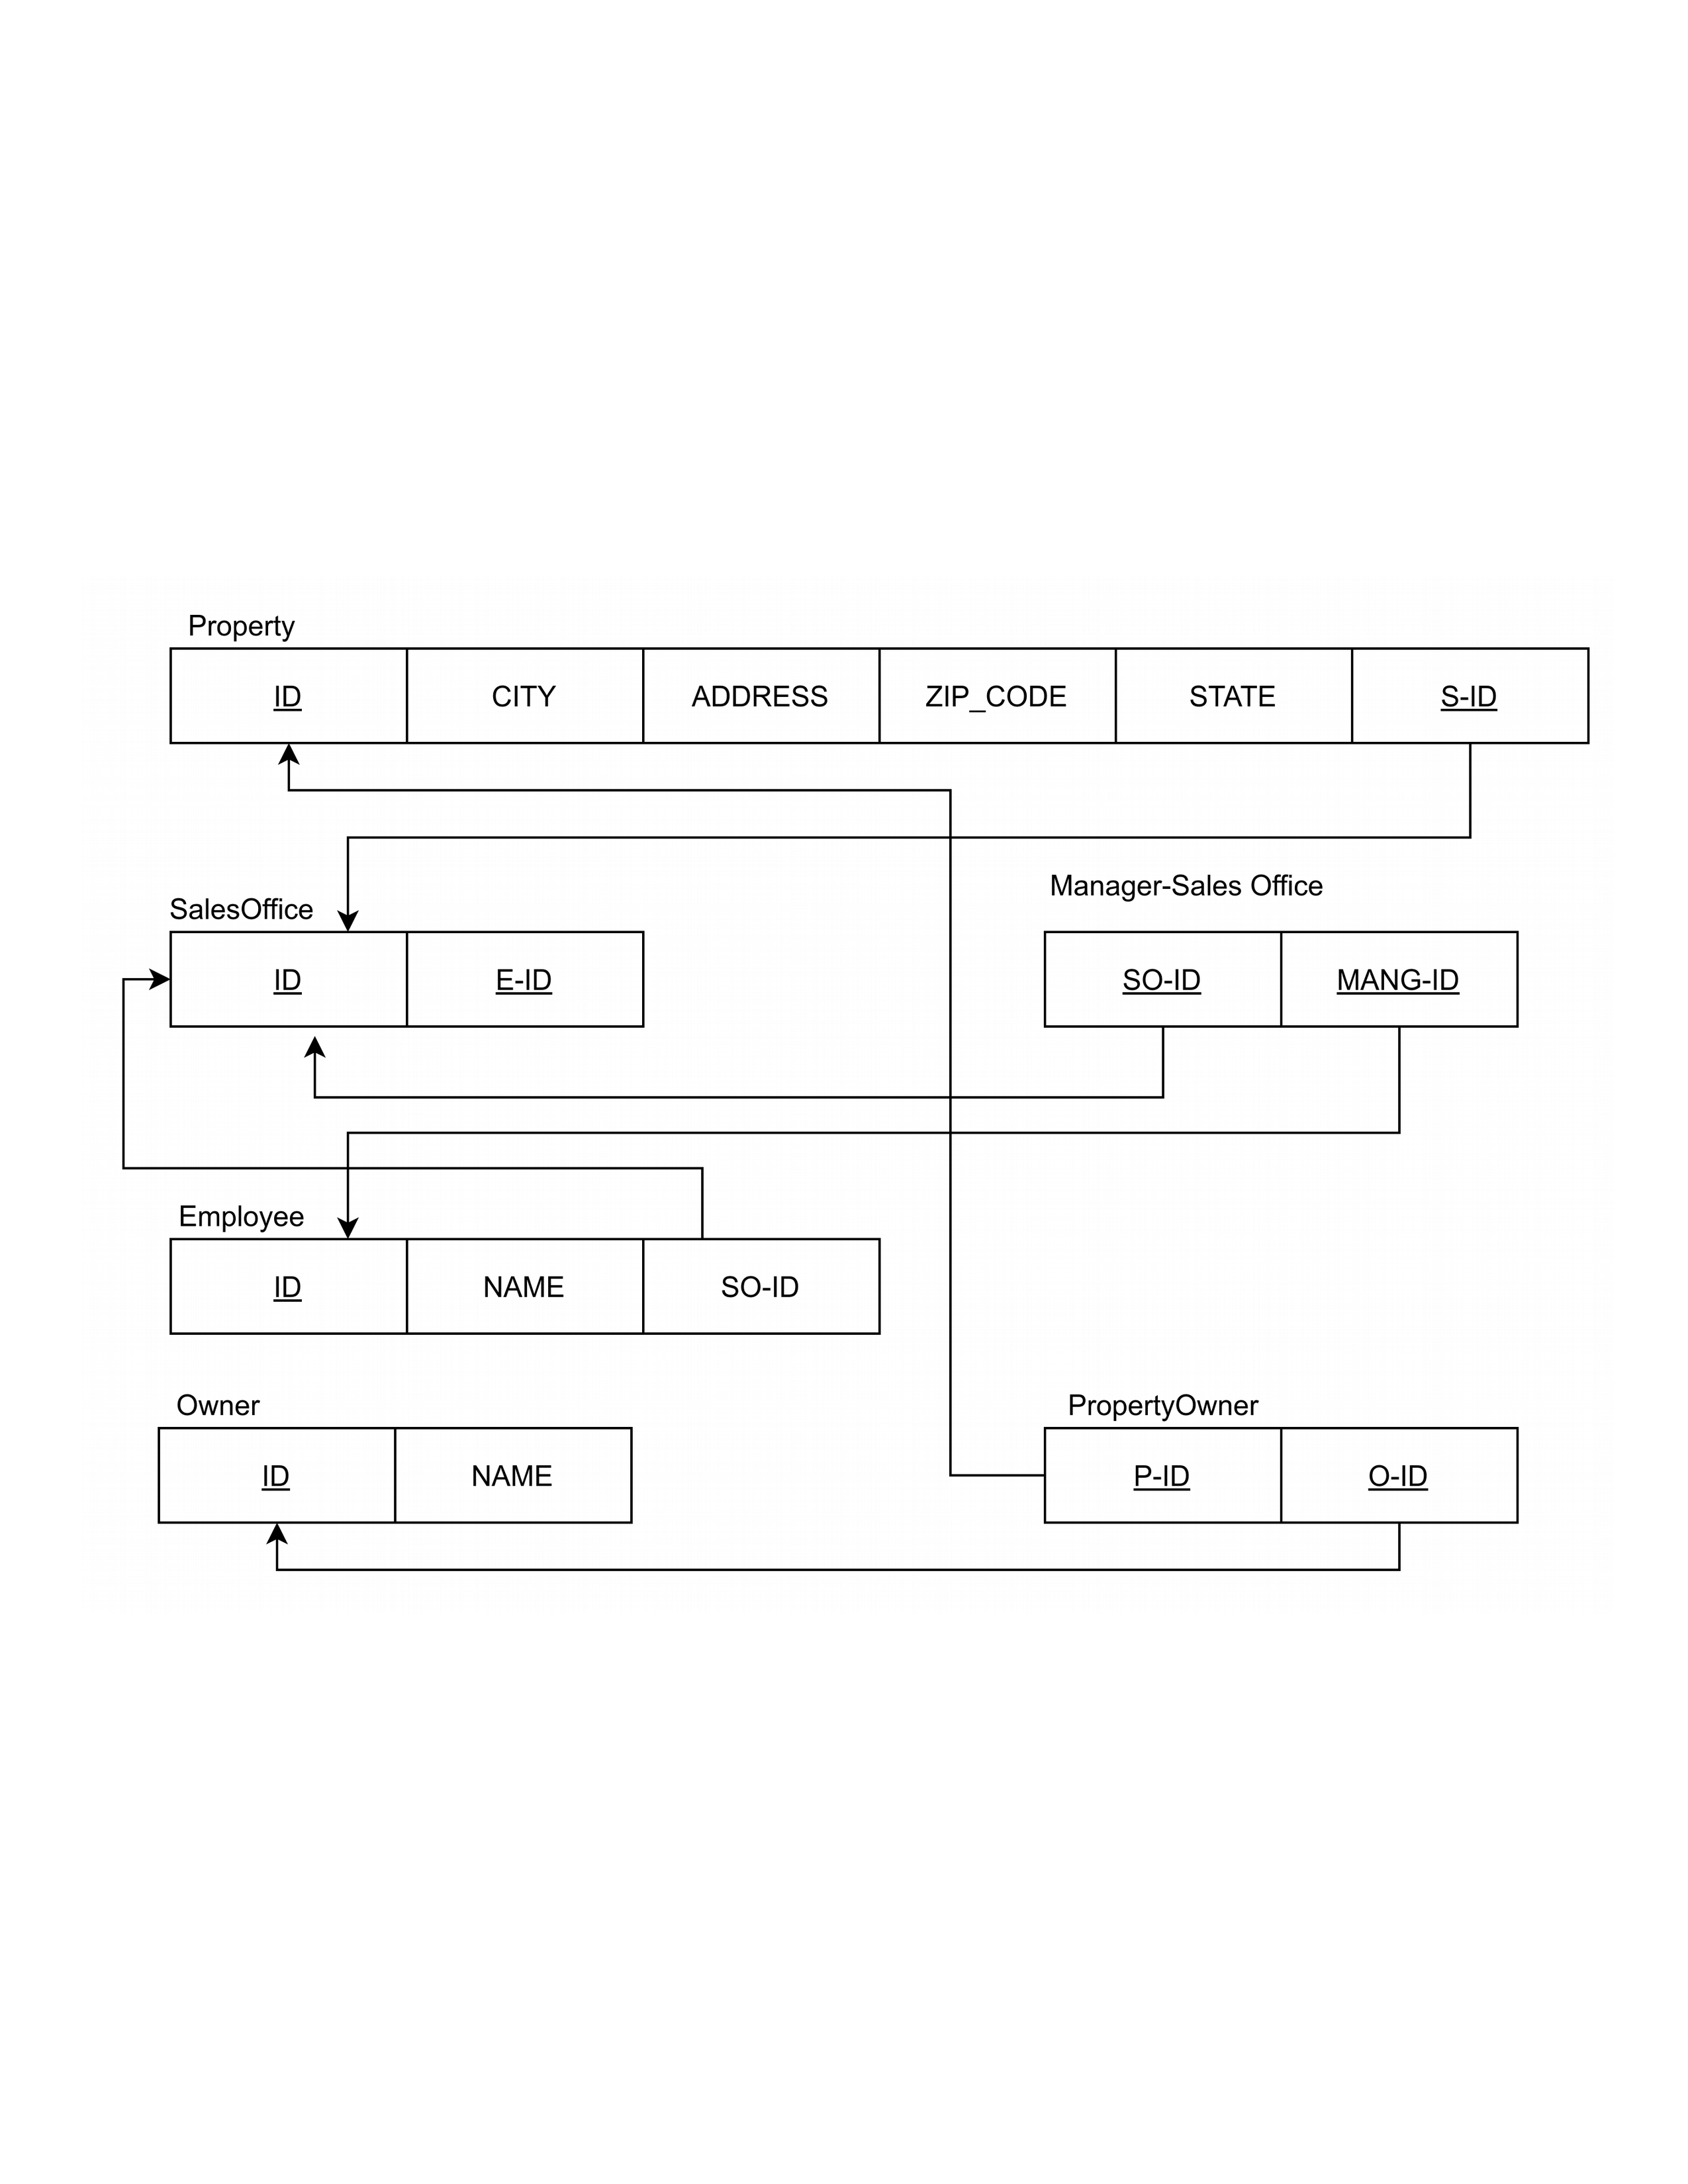 Property
ID CITY ADDRESS ZIP_CODE STATE S-ID
Manager-Sales Office
SalesOffice
ID E-ID
SO-ID MANG-ID
Employee
ID NAME SO-ID
Owner
PropertyOwner
ID NAME
P-ID O-ID